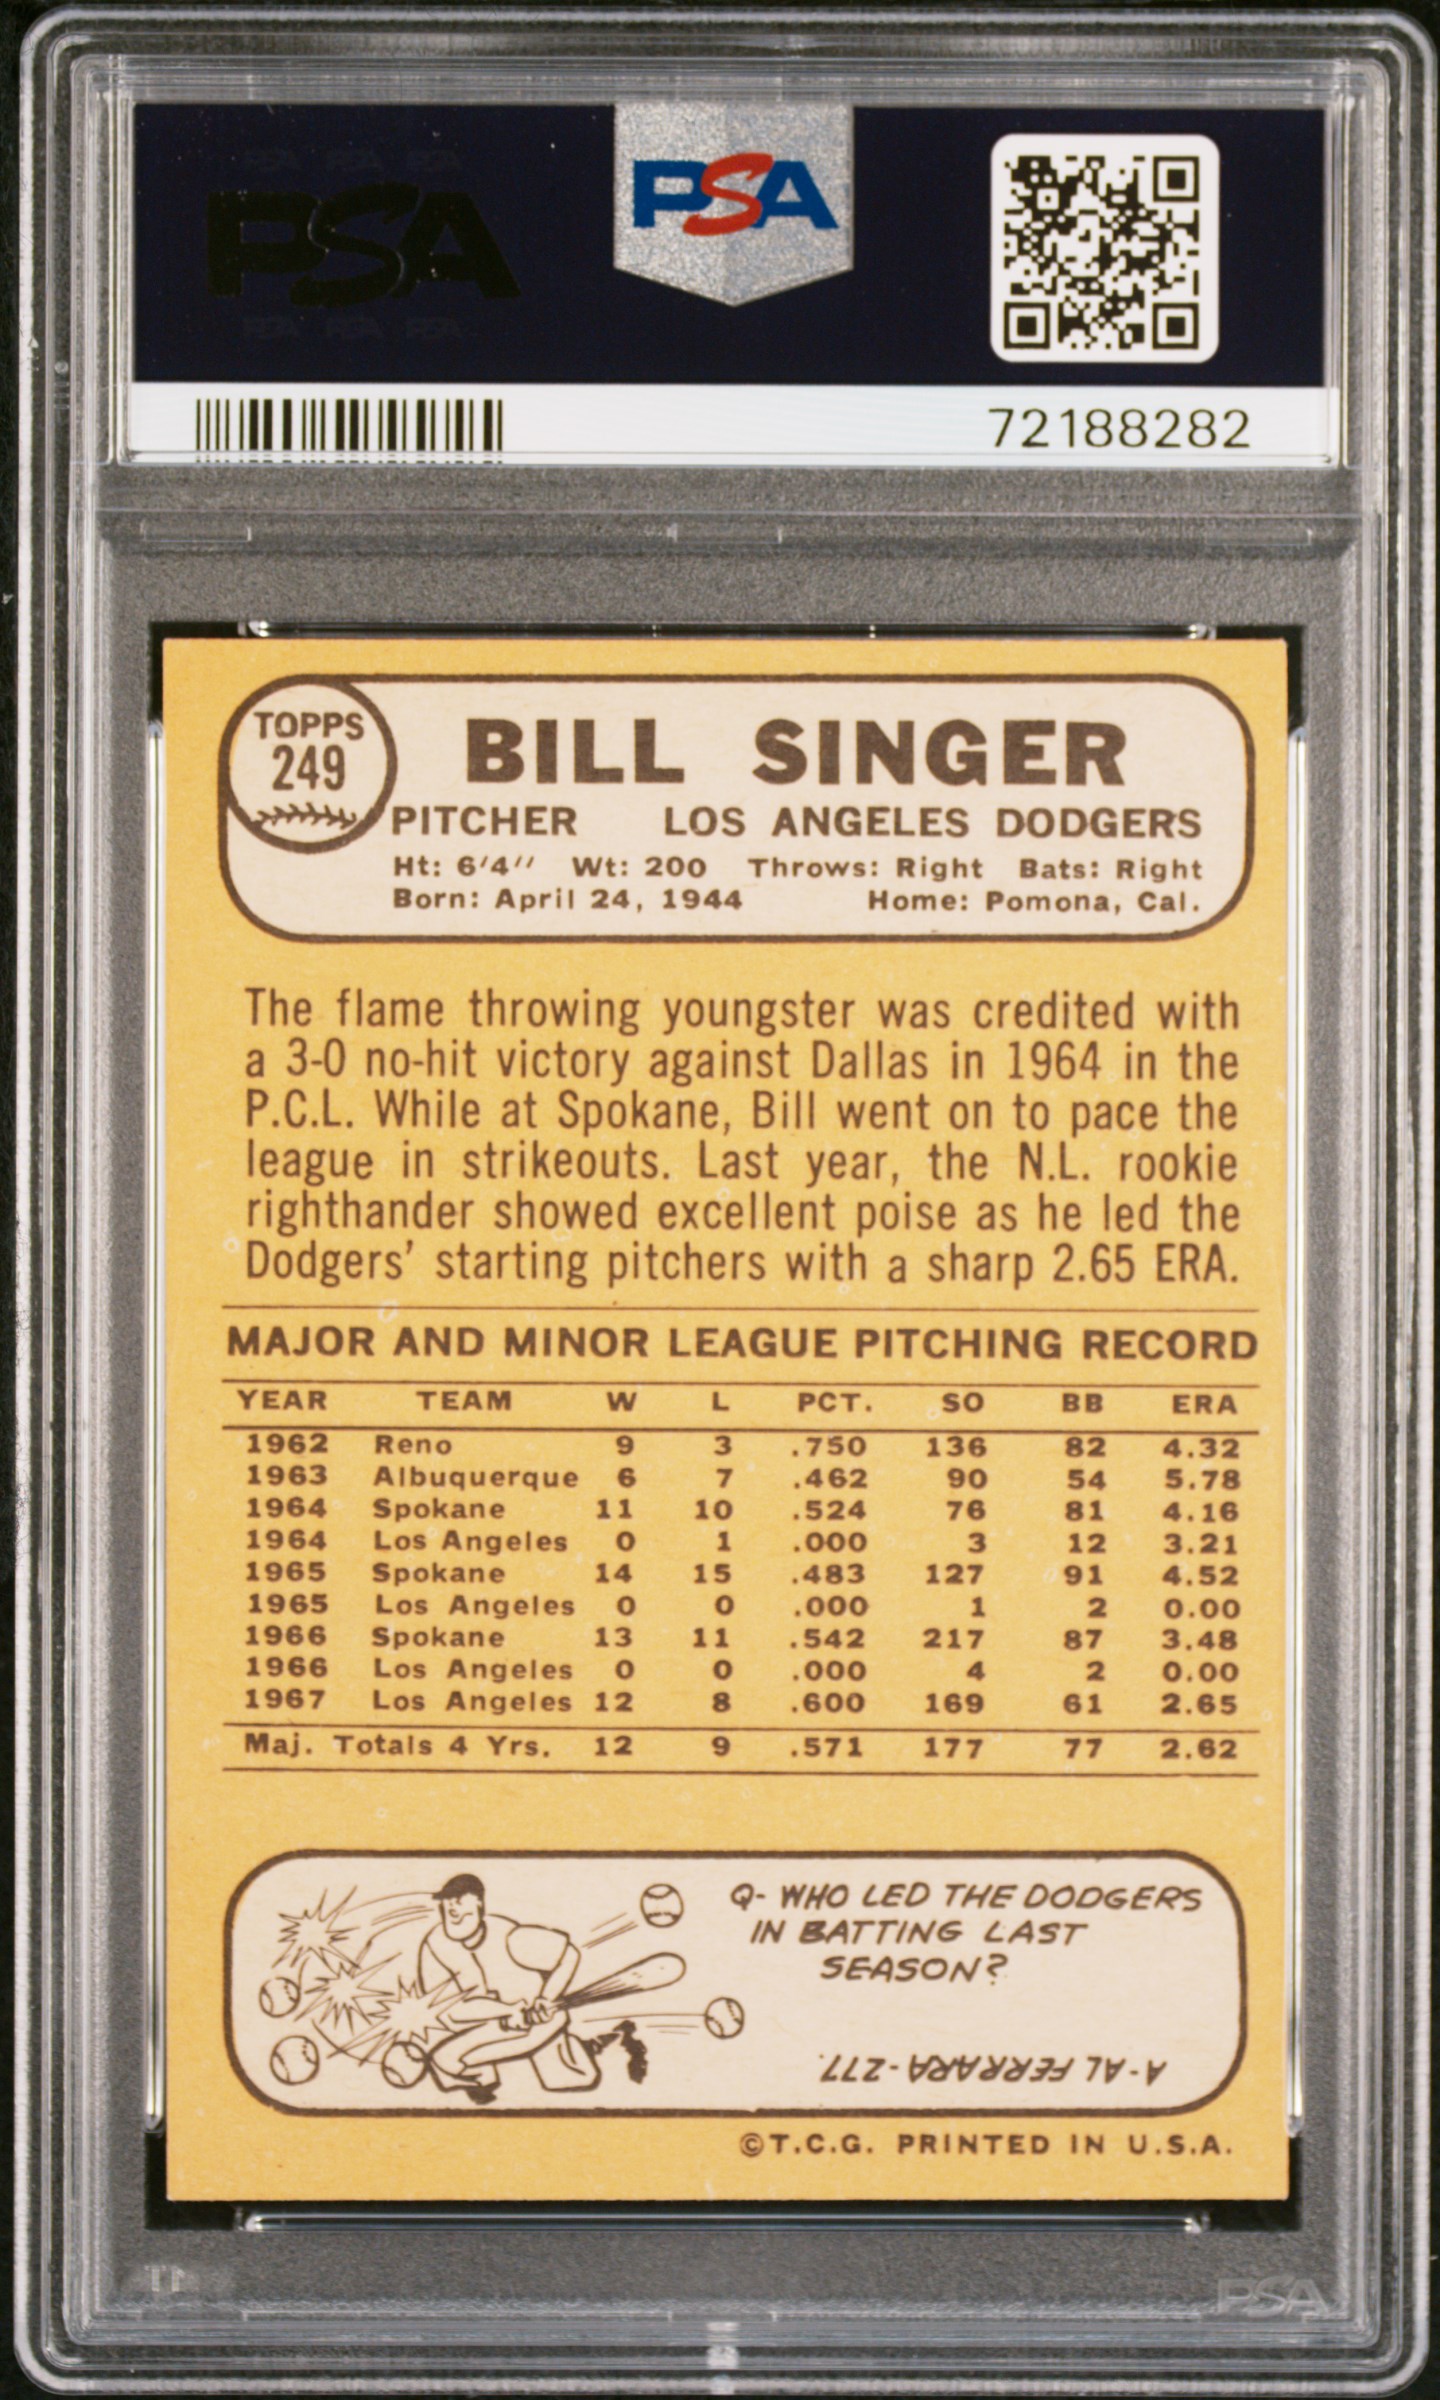 PSA PSA PSA
PSA
PSA PSA PSA
PSA
72188282
TOPPS
249
BILL SINGER
PITCHER LOS ANGELES DODGERS
Ht: 6'4" Wt: 200 Throws: Right Bats: Right
Born: April 24, 1944 Home: Pomona, Cal.
The flame throwing youngster was credited with
a 3-0 no-hit victory against Dallas in 1964 in the
P.C.L. While at Spokane, Bill went on to pace the
league in strikeouts. Last year, the N.L. rookie
righthander showed excellent poise as he led the
Dodgers' starting pitchers with a sharp 2.65 ERA.
MAJOR AND MINOR LEAGUE PITCHING RECORD
YEAR TEAM W L PCT. SO BB ERA
1962 Reno 9 3 .750 136 82 4.32
1963 Albuquerque 6 7 .462 90 54 5.78
1964 Spokane 11 10 .524 76 81 4.16
1964 Los Angeles 0 1 .000 3 12 3.21
1965 Spokane 14 15 .483 127 91 4.52
1965 Los Angeles 0 0 .000 1 2 0.00
1966 Spokane 13 11 .542 217 87 3.48
1966 Los Angeles 0 0 .000 4 2 0.00
1967 Los Angeles 12 8 .600 169 61 2.65
Maj. Totals 4 Yrs. 12 9 .571 177 77 2.62
Q- WHO LED THE DODGERS
IN BATTING LAST
SEASON?
A-AL FERRARA-277.
©T.C.G. PRINTED IN U.S.A.
PSA